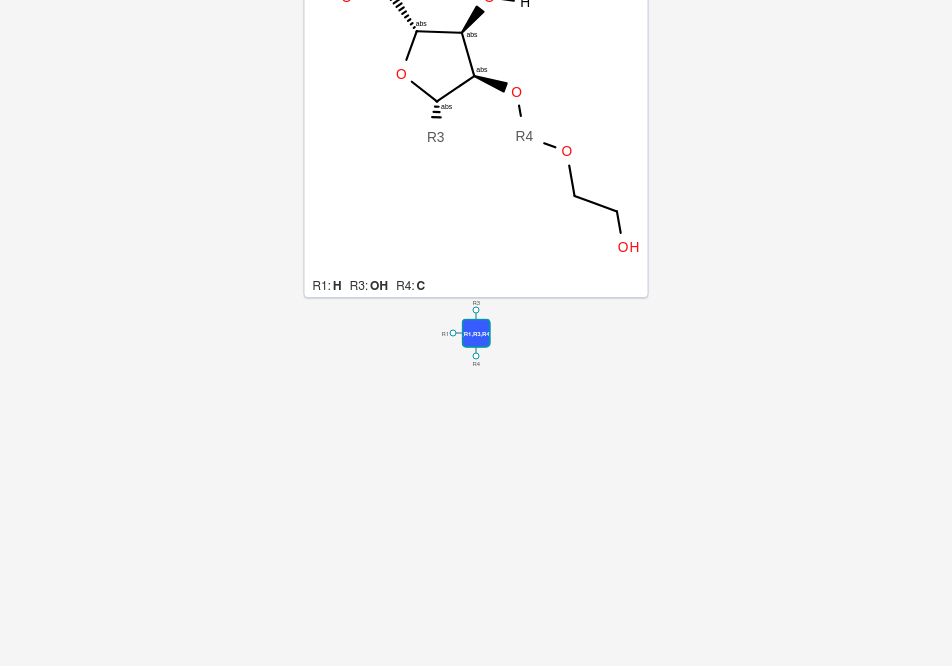 H
abs
abs
O
abs
O
abs
R3
R4
O
OH
R1: H R3: OH R4: C
R3
R1
R1,R3,R4
R4